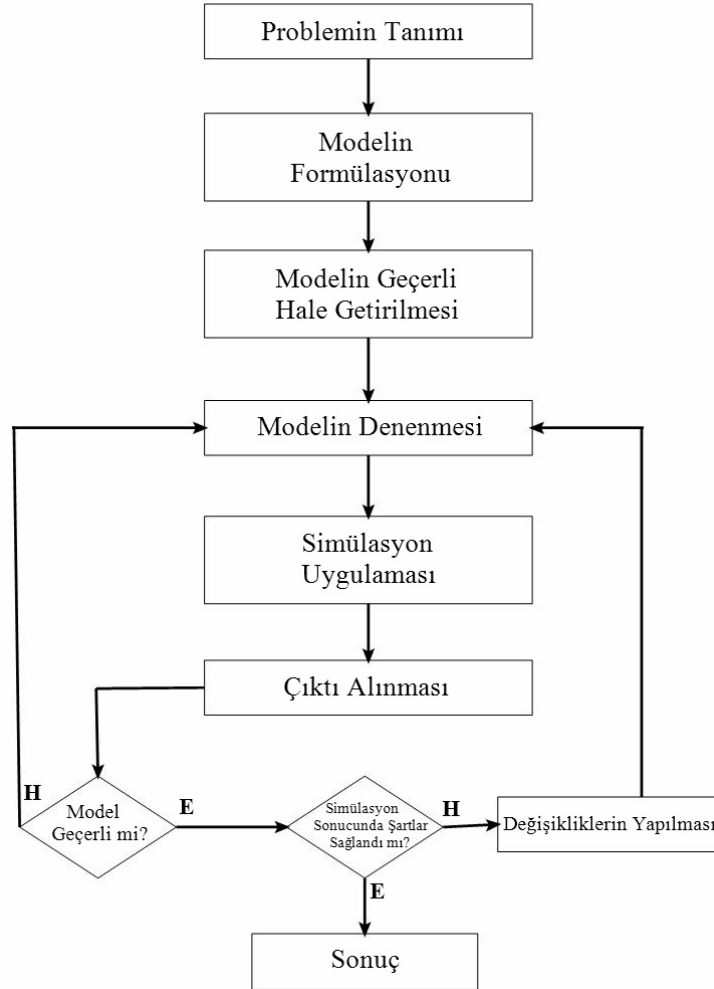 Problemin Tanımı
Modelin
Formülasyonu
Modelin Geçerli
Hale Getirilmesi
Modelin Denenmesi
Simülasyon
Uygulaması
Çıktı Alınması
H
Model
Geçerli mi?
E
Simülasyon
Sonucunda Şartlar
Sağlandı mı?
H
Değişikliklerin Yapılması
E
Sonuç